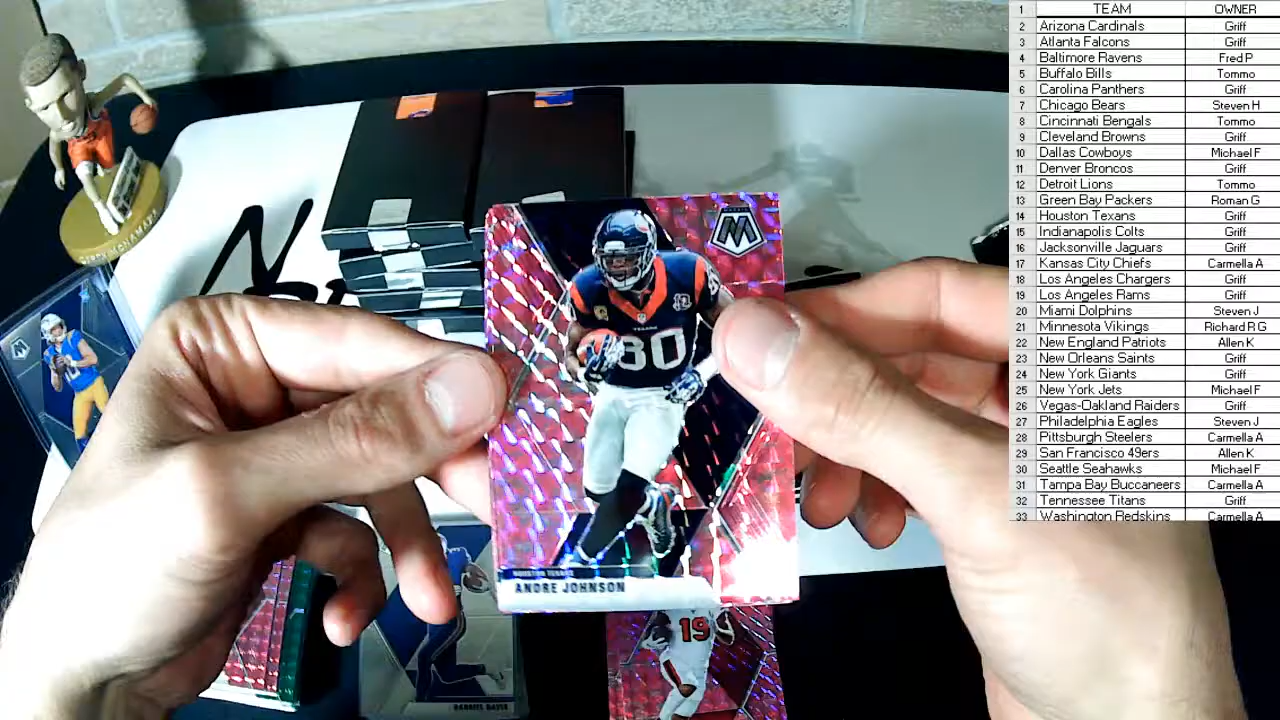 1 TEAM OWNER
2 Arizona Cardinals Griff
3 Atlanta Falcons Griff
4 Baltimore Ravens Fred P
5 Buffalo Bills Tommo
6 Carolina Panthers Griff
7 Chicago Bears Steven H
8 Cincinnati Bengals Tommo
9 Cleveland Browns Griff
10 Dallas Cowboys Michael F
11 Denver Broncos Griff
12 Detroit Lions Tommo
13 Green Bay Packers Roman G
14 Houston Texans Griff
15 Indianapolis Colts Griff
16 Jacksonville Jaguars Griff
17 Kansas City Chiefs Carmella A
18 Los Angeles Chargers Griff
19 Los Angeles Rams Griff
20 Miami Dolphins Steven J
21 Minnesota Vikings Richard R G
22 New England Patriots Allen K
23 New Orleans Saints Griff
24 New York Giants Griff
25 New York Jets Michael F
26 Vegas-Oakland Raiders Griff
27 Philadelphia Eagles Steven J
28 Pittsburgh Steelers Carmella A
29 San Francisco 49ers Allen K
30 Seattle Seahawks Michael F
31 Tampa Bay Buccaneers Carmella A
32 Tennessee Titans Griff
33 Washington Redskins Carmella A
MOSAIC
M
TEXANS
80
HOUSTON TEXANS
ANDRE JOHNSON
19